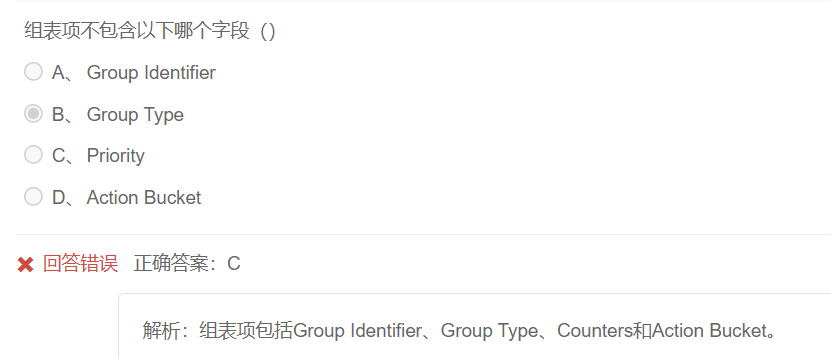 组表项不包含以下哪个字段（）
A、 Group Identifier
B、 Group Type
C、 Priority
D、 Action Bucket
✖ 回答错误 正确答案：C
解析：组表项包括Group Identifier、Group Type、Counters和Action Bucket。